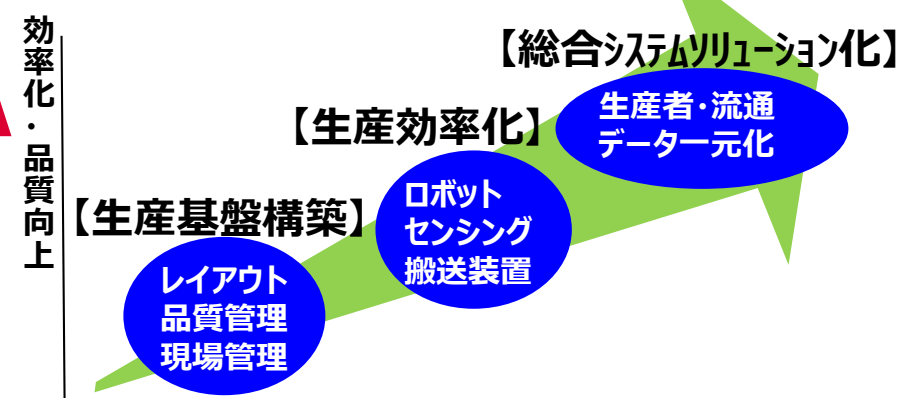 効率化・品質向上
【総合システムソリューション化】
生産者・流通
データ一元化
【生産効率化】
ロボット
センシング
搬送装置
【生産基盤構築】
レイアウト
品質管理
現場管理